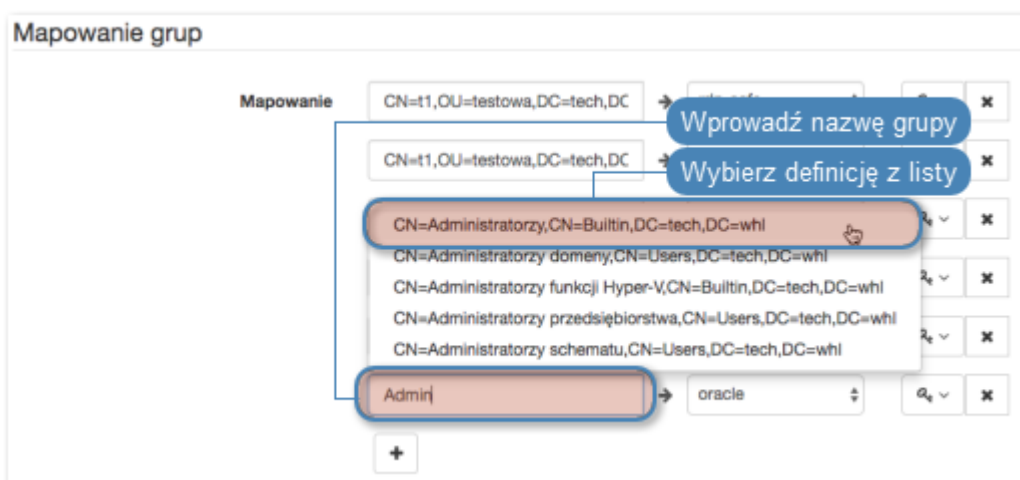 Mapowanie grup
Mapowanie
CN=t1,OU=testowa,DC=tech,DC
Wprowadź nazwę grupy
CN=t1,OU=testowa,DC=tech,DC
Wybierz definicję z listy
CN=Administratorzy,CN=Builtin,DC=tech,DC=whl
CN=Administratorzy domeny,CN=Users,DC=tech,DC=whl
CN=Administratorzy funkcji Hyper-V,CN=Builtin,DC=tech,DC=whl
CN=Administratorzy przedsiębiorstwa,CN=Users,DC=tech,DC=whl
CN=Administratorzy schematu,CN=Users,DC=tech,DC=whl
Admin oracle